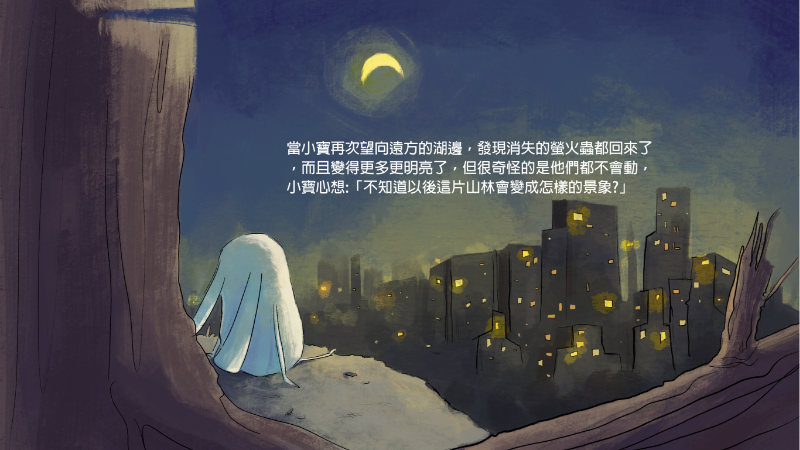 當小寶再次望向遠方的湖邊，發現消失的螢火蟲都回來了
，而且變得更多更明亮了，但很奇怪的是他們都不會動，
小寶心想:「不知道以後這片山林會變成怎樣的景象?」